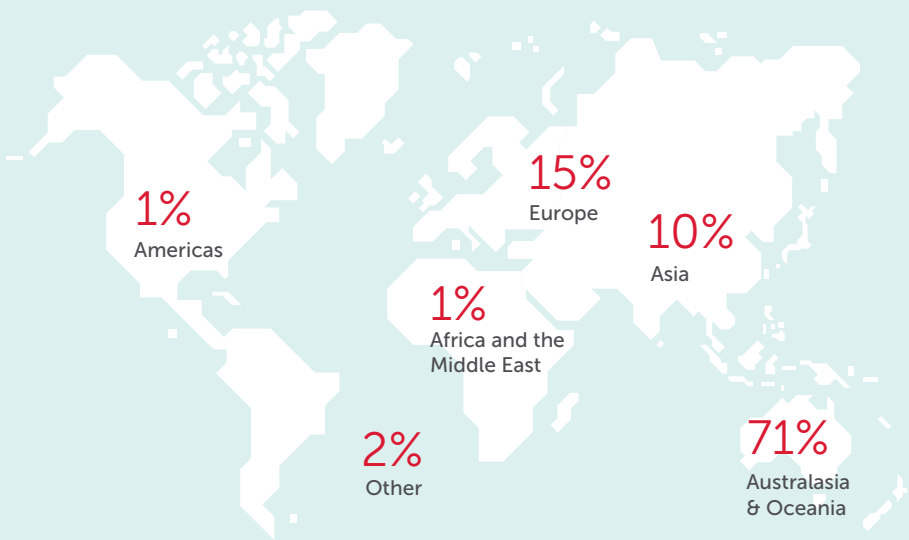 15%
Europe
1%
Americas
10%
Asia
1%
Africa and the
Middle East
2%
Other
71%
Australasia
& Oceania